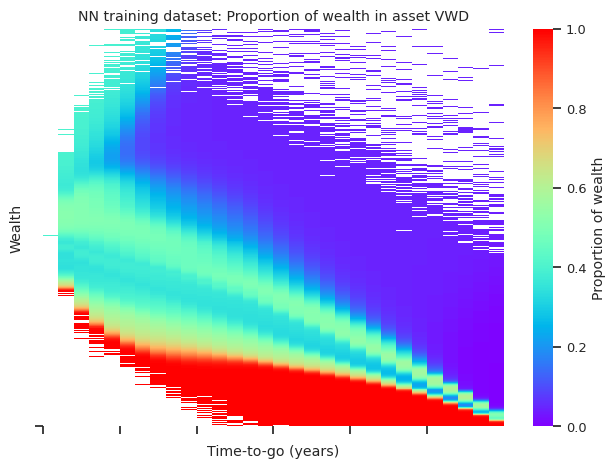 NN training dataset: Proportion of wealth in asset VWD
Wealth
Time-to-go (years)
1.0
0.8
0.6
0.4
0.2
0.0
Proportion of wealth